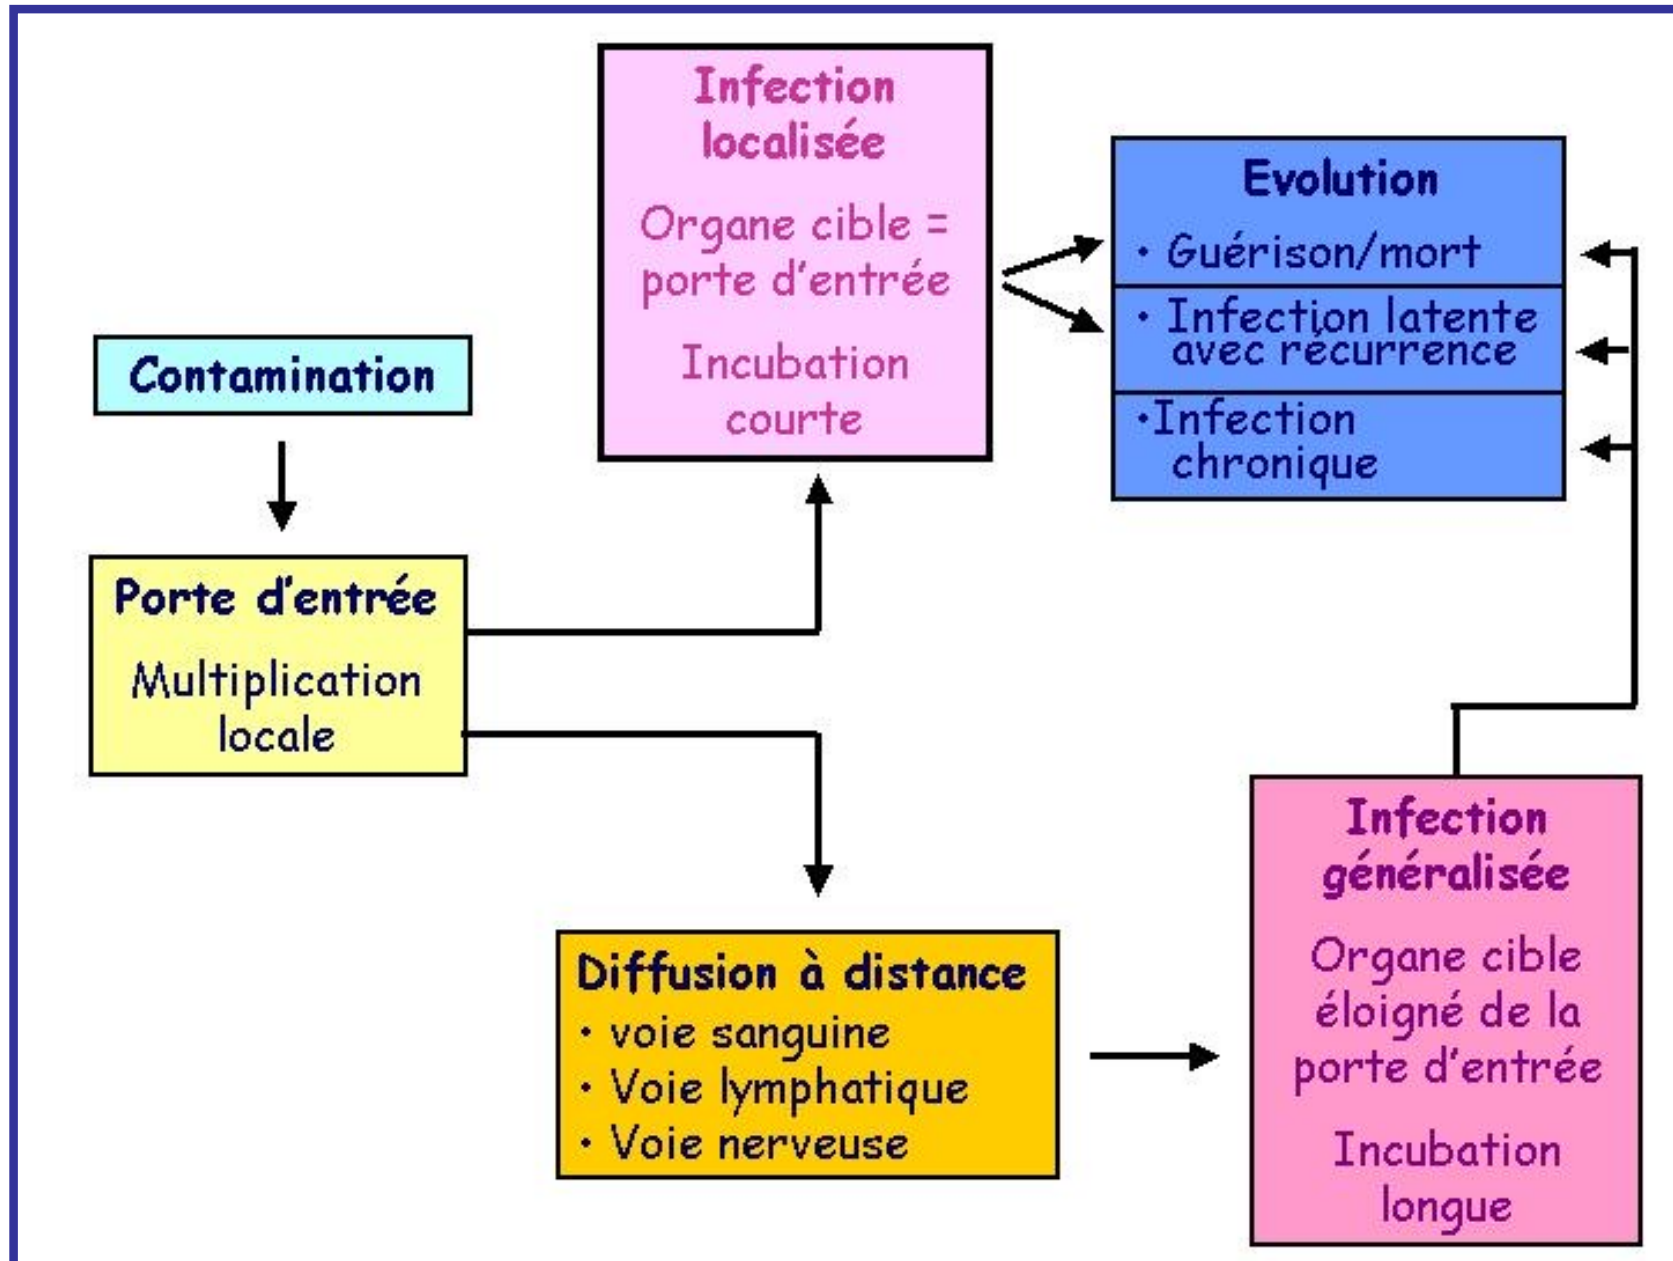 Infection
localisée
Organe cible =
porte d'entrée
Incubation
courte
Evolution
• Guérison/mort
• Infection latente
avec récurrence
•Infection
chronique
Contamination
Porte d'entrée
Multiplication
locale
Diffusion à distance
• voie sanguine
• Voie lymphatique
• Voie nerveuse
Infection
généralisée
Organe cible
éloigné de la
porte d'entrée
Incubation
longue